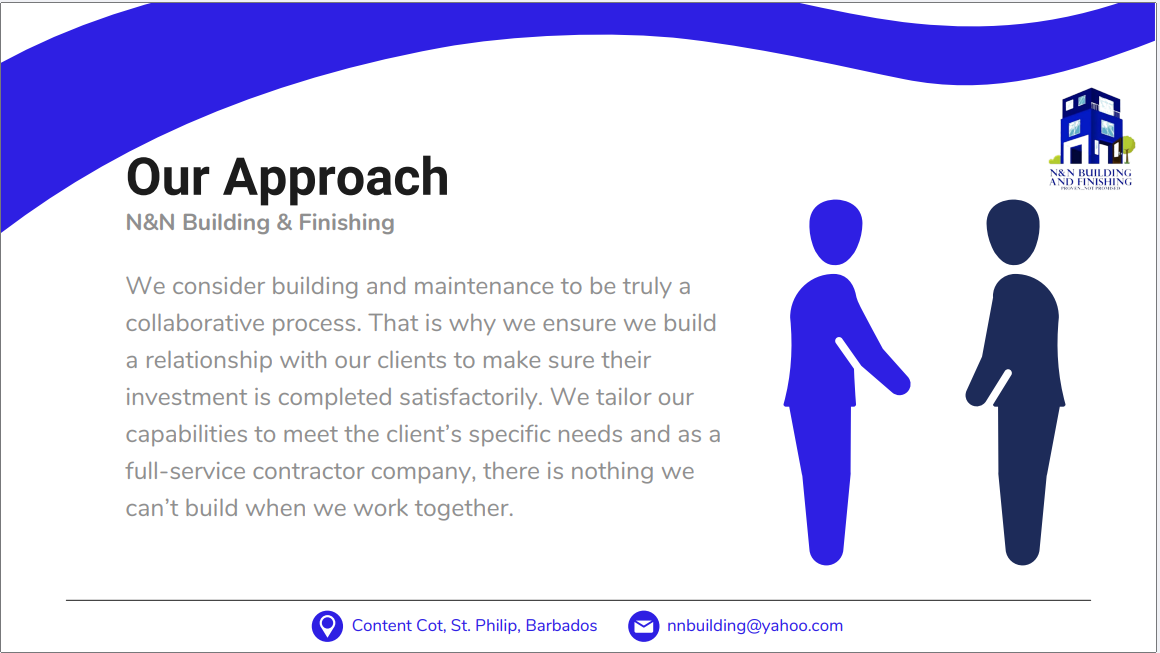 Our Approach
N&N Building & Finishing
We consider building and maintenance to be truly a
collaborative process. That is why we ensure we build
a relationship with our clients to make sure their
investment is completed satisfactorily. We tailor our
capabilities to meet the client’s specific needs and as a
full-service contractor company, there is nothing we
can’t build when we work together.
N&N BUILDING
AND FINISHING
PROVEN...NOT PROMISED
Content Cot, St. Philip, Barbados
nnbuilding@yahoo.com